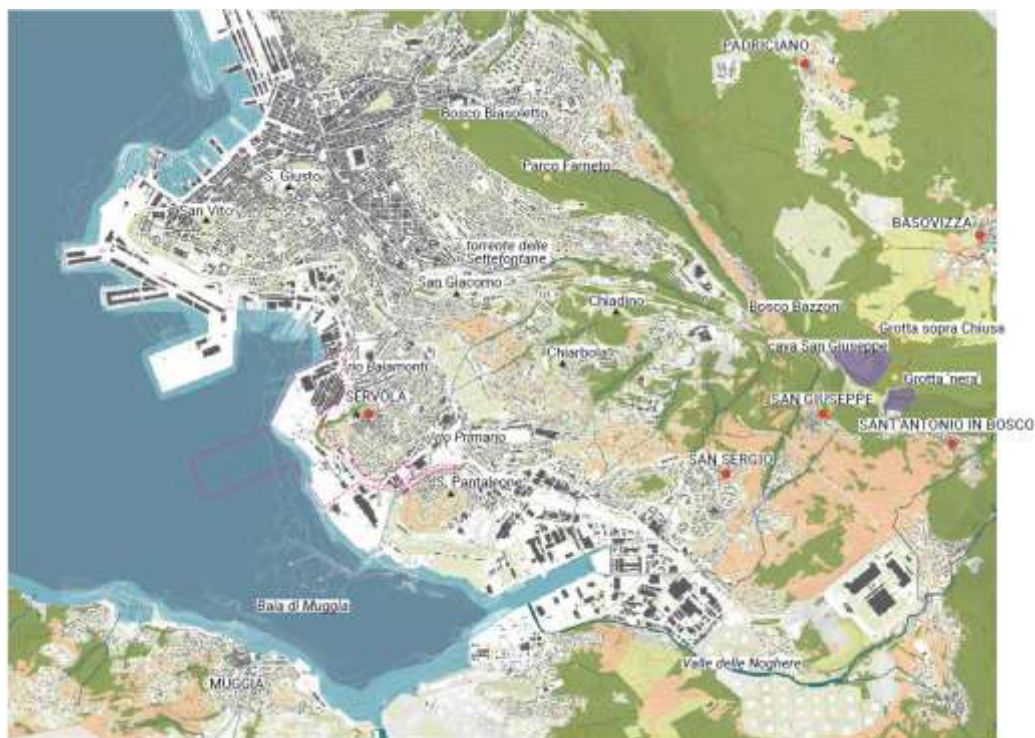 PADRICIANO
Bosco Biasoletto
Parco Farneto
S. Giusto
San Vito
BASOVIZZA
torrente delle
Settefontane
San Giacomo
Chiadino
Bosco Bazzoni
Grotta sopra Chiusa
cava San Giuseppe
Chiarbola
rio Baiamonti
Grotta 'nera'
SERVOLA
SAN GIUSEPPE
SANT'ANTONIO IN BOSCO
rio Primario
SAN SERGIO
S. Pantaleone
Baia di Muggia
Valle delle Noghere
MUGGIA